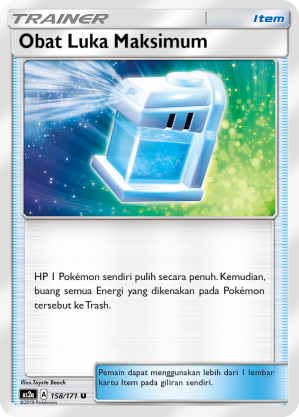 TRAINER
Item
Obat Luka Maksimum
HP 1 Pokémon sendiri pulih secara penuh. Kemudian,
buang semua Energi yang dikenakan pada Pokémon
tersebut ke Trash.
Illus. Toyste Beach
AS2a A 158/171 U
©2019 Pokémon
Pemain dapat menggunakan lebih dari 1 lembar
kartu Item pada giliran sendiri.